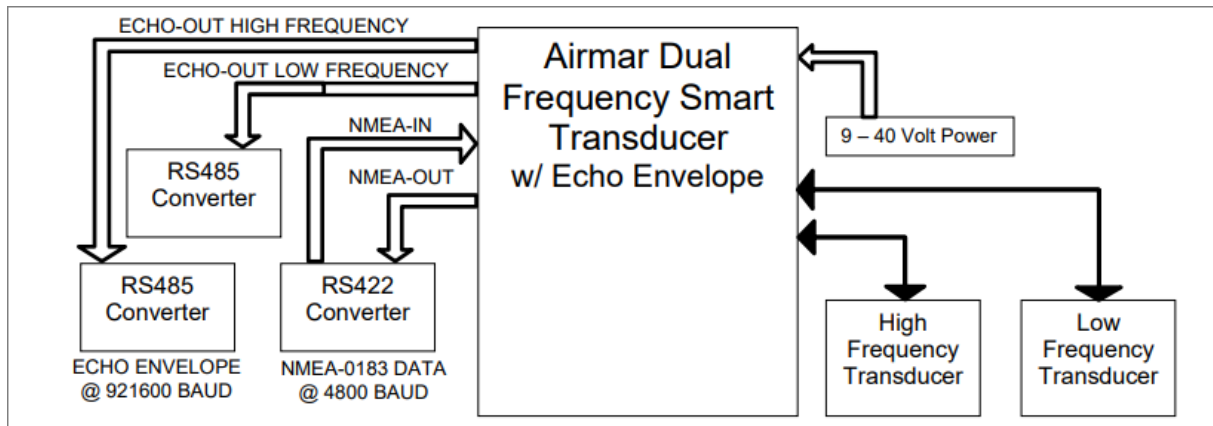 ECHO-OUT HIGH FREQUENCY
ECHO-OUT LOW FREQUENCY
NMEA-IN
NMEA-OUT
RS485
Converter
RS485
Converter
RS422
Converter
ECHO ENVELOPE
@ 921600 BAUD
NMEA-0183 DATA
@ 4800 BAUD
Airmar Dual
Frequency Smart
Transducer
w/ Echo Envelope
9 – 40 Volt Power
High
Frequency
Transducer
Low
Frequency
Transducer